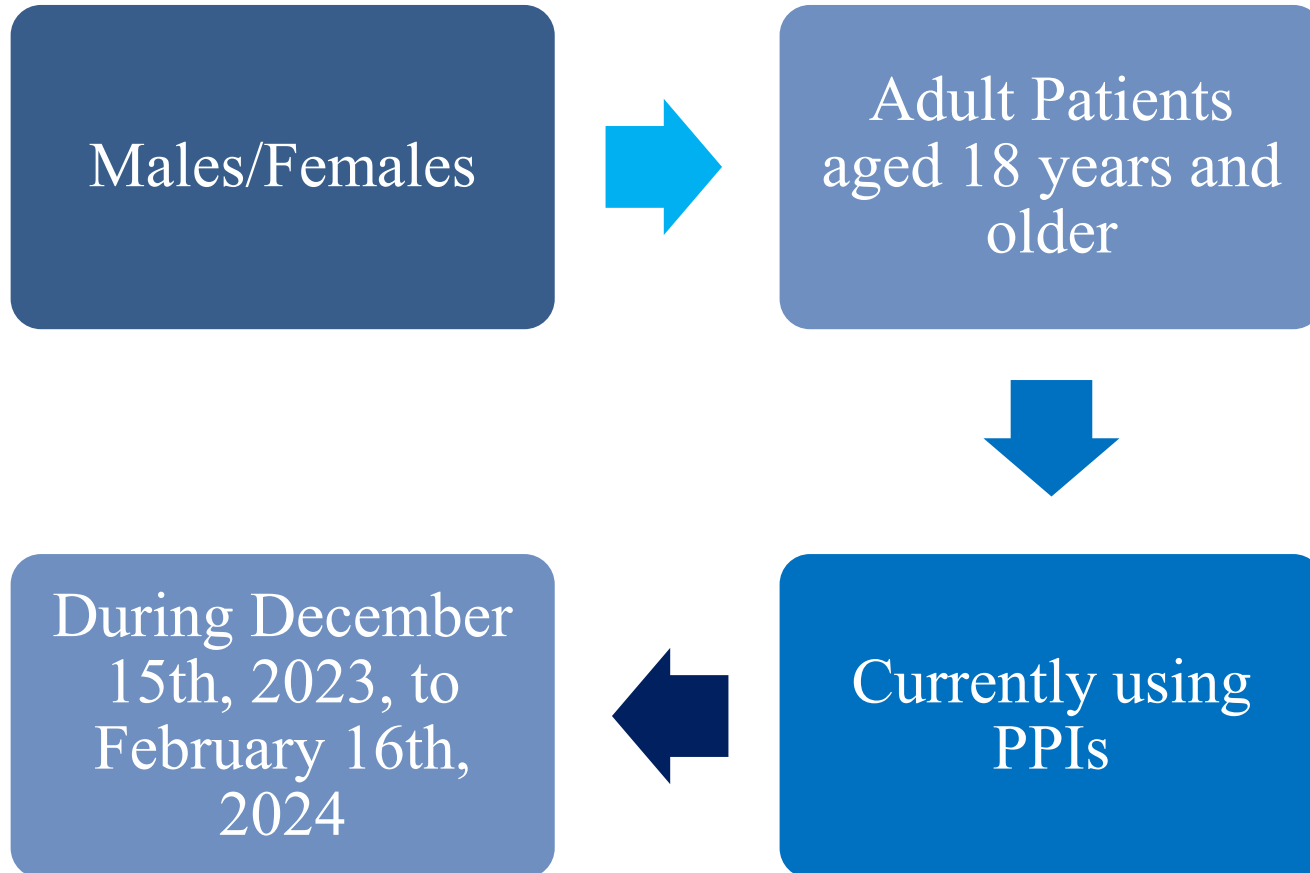 Males/Females
Adult Patients
aged 18 years and
older
Currently using
PPIs
During December
15th, 2023, to
February 16th,
2024